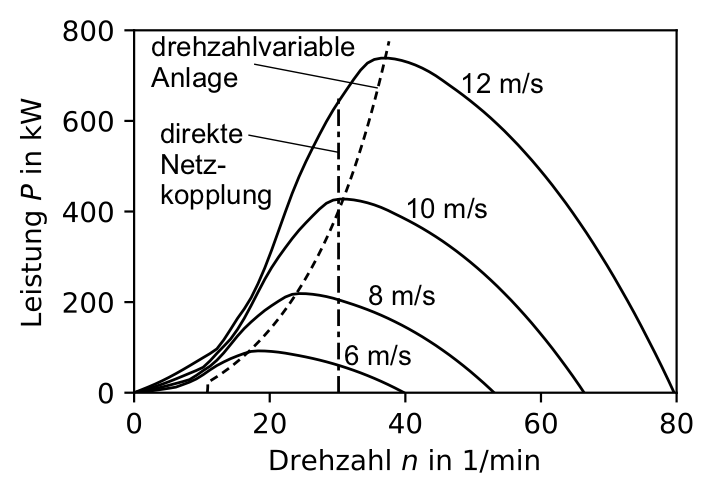 800
600
400
200
0
Leistung P in kW
drehzahlvariable
Anlage
direkte
Netz-
kopplung
12 m/s
10 m/s
8 m/s
6 m/s
0 20 40 60 80
Drehzahl n in 1/min